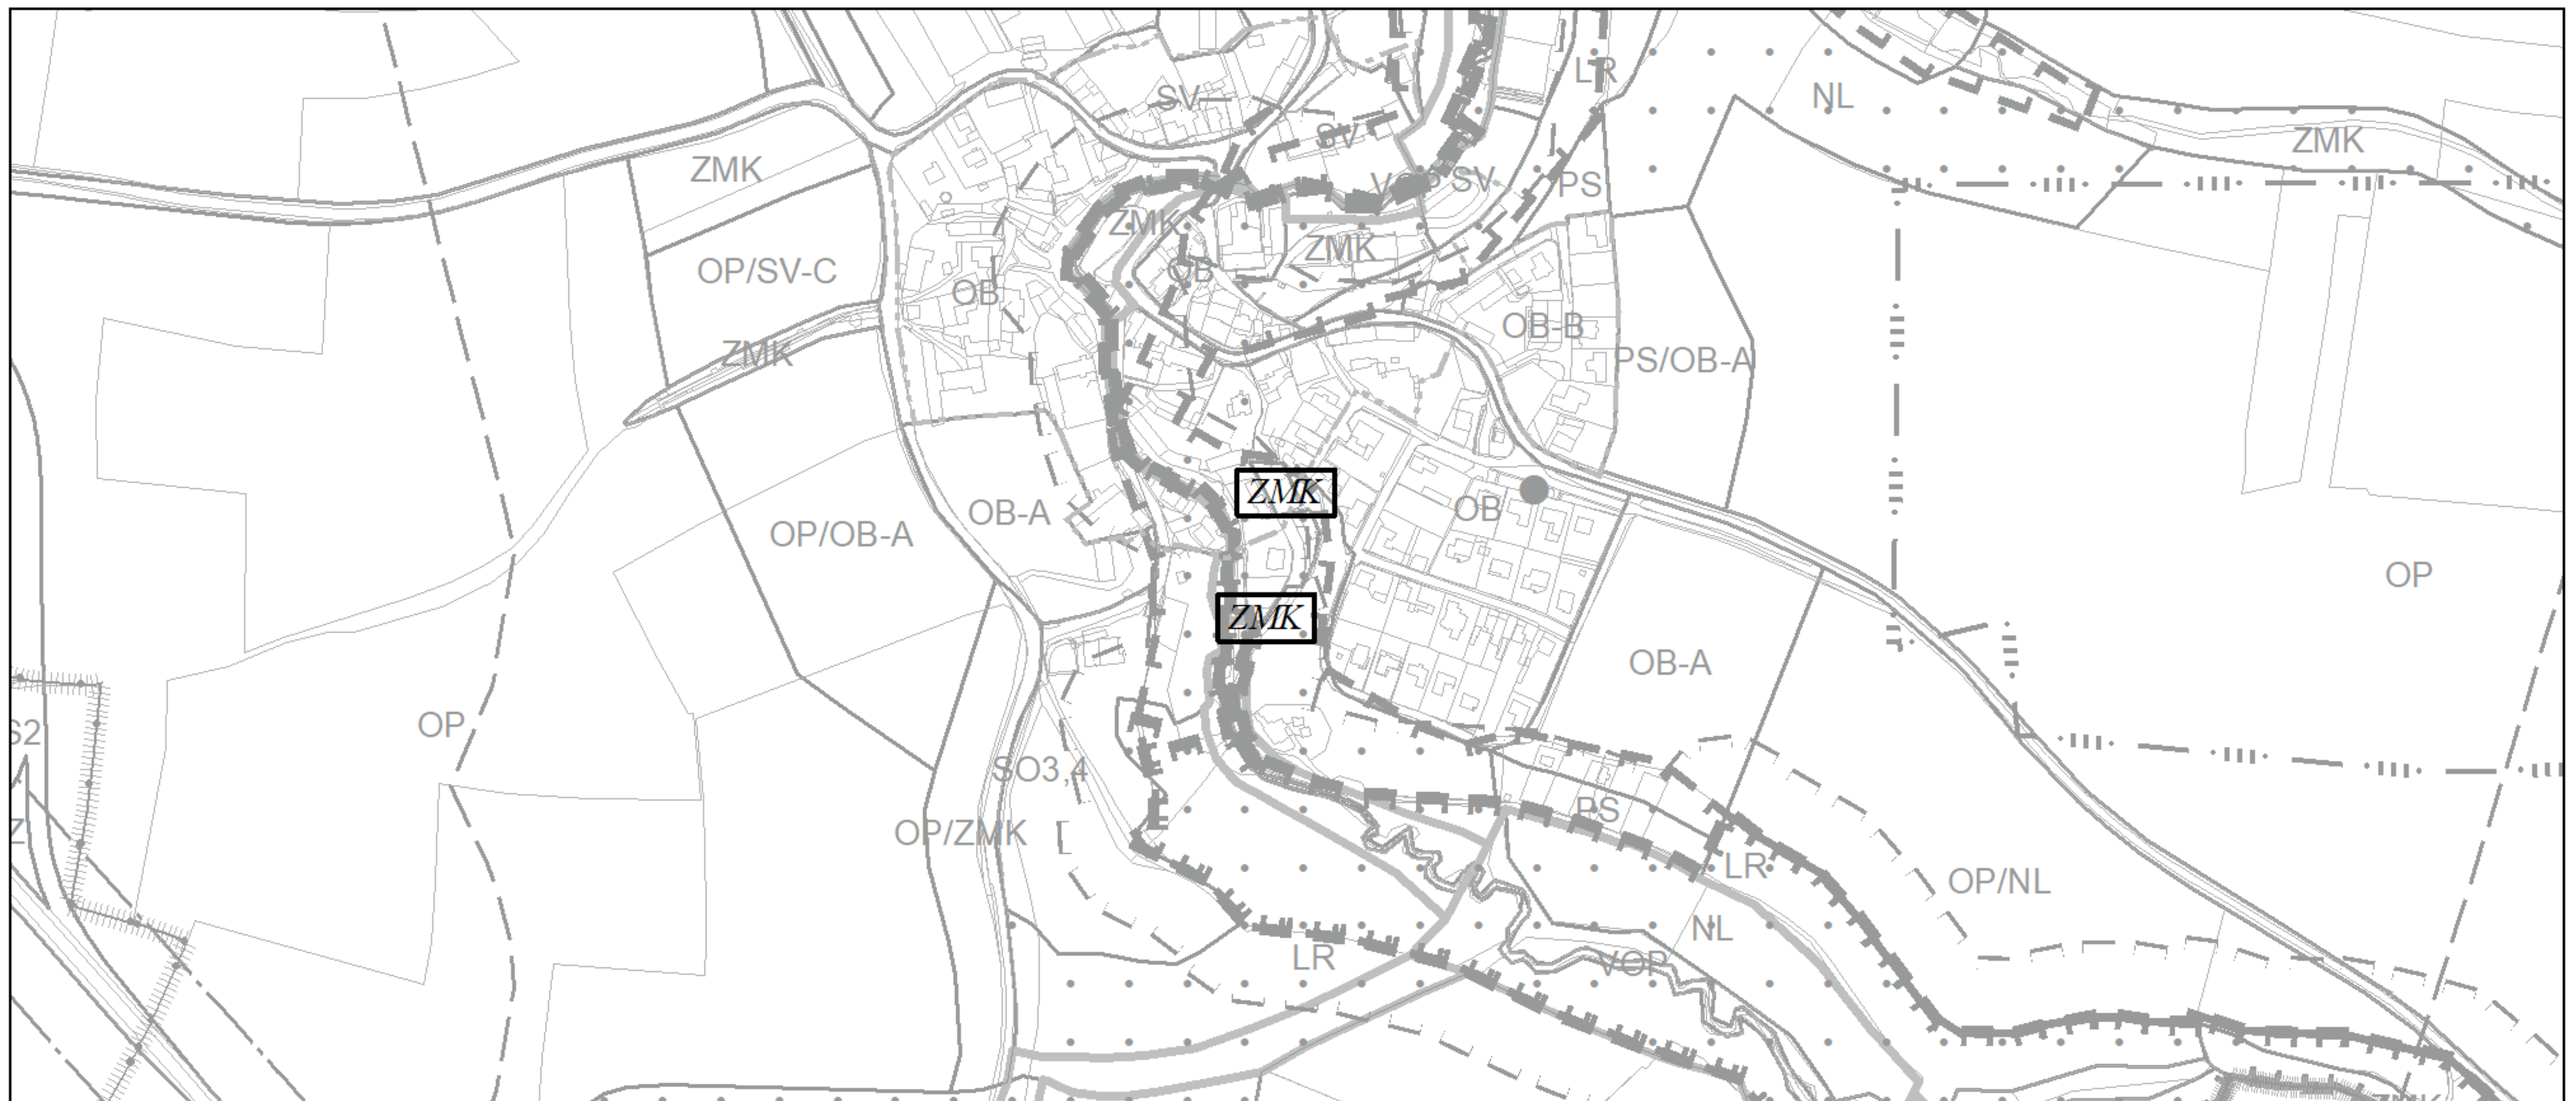 LR
SV
NL
SV
ZMK
ZMK
VOP
SV
PS
ZMK
ZMK
OP/SV-C
OB
OB
OB-B
ZMK
PS/OB-A
ZMK
OB
OB-A
OP/OB-A
OP
ZMK
OB-A
OP
S2
SO3,4
PS
OP/ZMK
LR
OP/NL
NL
LR
VOP
ZMK